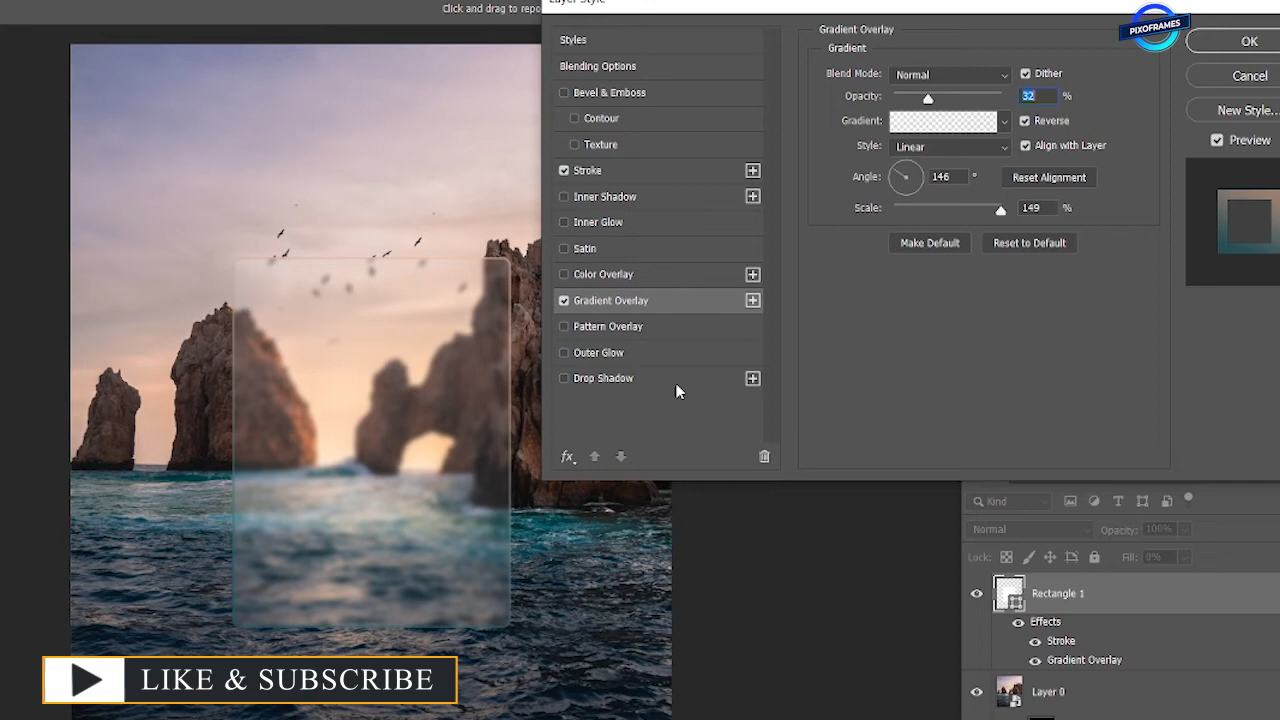 Click and drag to repo
Layer Style
PIXOFRAMES
Styles
Blending Options
Bevel & Emboss
Contour
Texture
Stroke
Inner Shadow
Inner Glow
Satin
Color Overlay
Gradient Overlay
Pattern Overlay
Outer Glow
Drop Shadow
fx
Gradient Overlay
Gradient
Blend Mode: Normal Dither
Opacity: 32 %
Gradient: Reverse
Style: Linear Align with Layer
Angle: 146 ° Reset Alignment
Scale: 149 %
Make Default Reset to Default
OK
Cancel
New Style...
Preview
Kind
Normal Opacity: 100%
Lock: Fill: 0%
Rectangle 1
Effects
Stroke
Gradient Overlay
Layer 0
LIKE & SUBSCRIBE